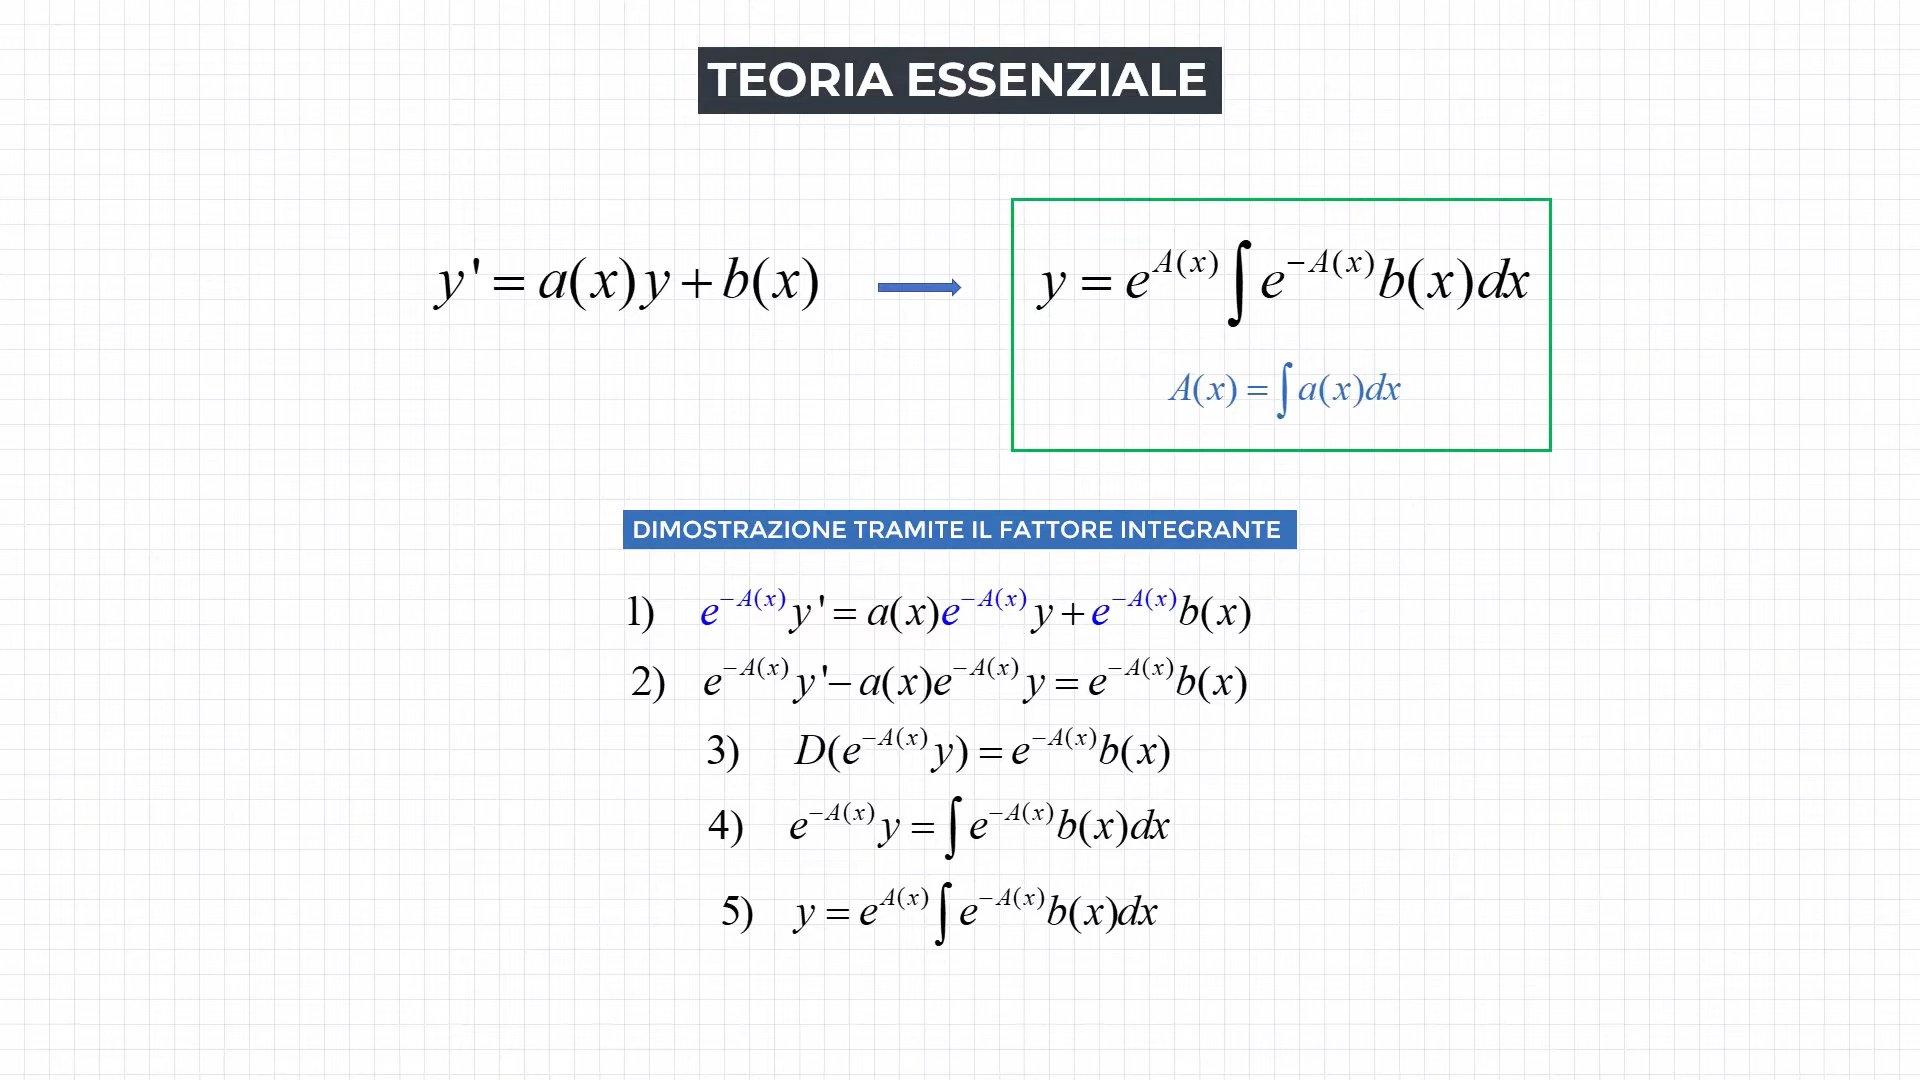 TEORIA ESSENZIALE
y' = a(x)y + b(x) y = e^{A(x)} ∫ e^{−A(x)} b(x)dx
A(x) = ∫ a(x)dx
DIMOSTRAZIONE TRAMITE IL FATTORE INTEGRANTE
1) e^{−A(x)} y' = a(x)e^{−A(x)} y + e^{−A(x)} b(x)
2) e^{−A(x)} y' − a(x)e^{−A(x)} y = e^{−A(x)} b(x)
3) D(e^{−A(x)} y) = e^{−A(x)} b(x)
4) e^{−A(x)} y = ∫ e^{−A(x)} b(x)dx
5) y = e^{A(x)} ∫ e^{−A(x)} b(x)dx